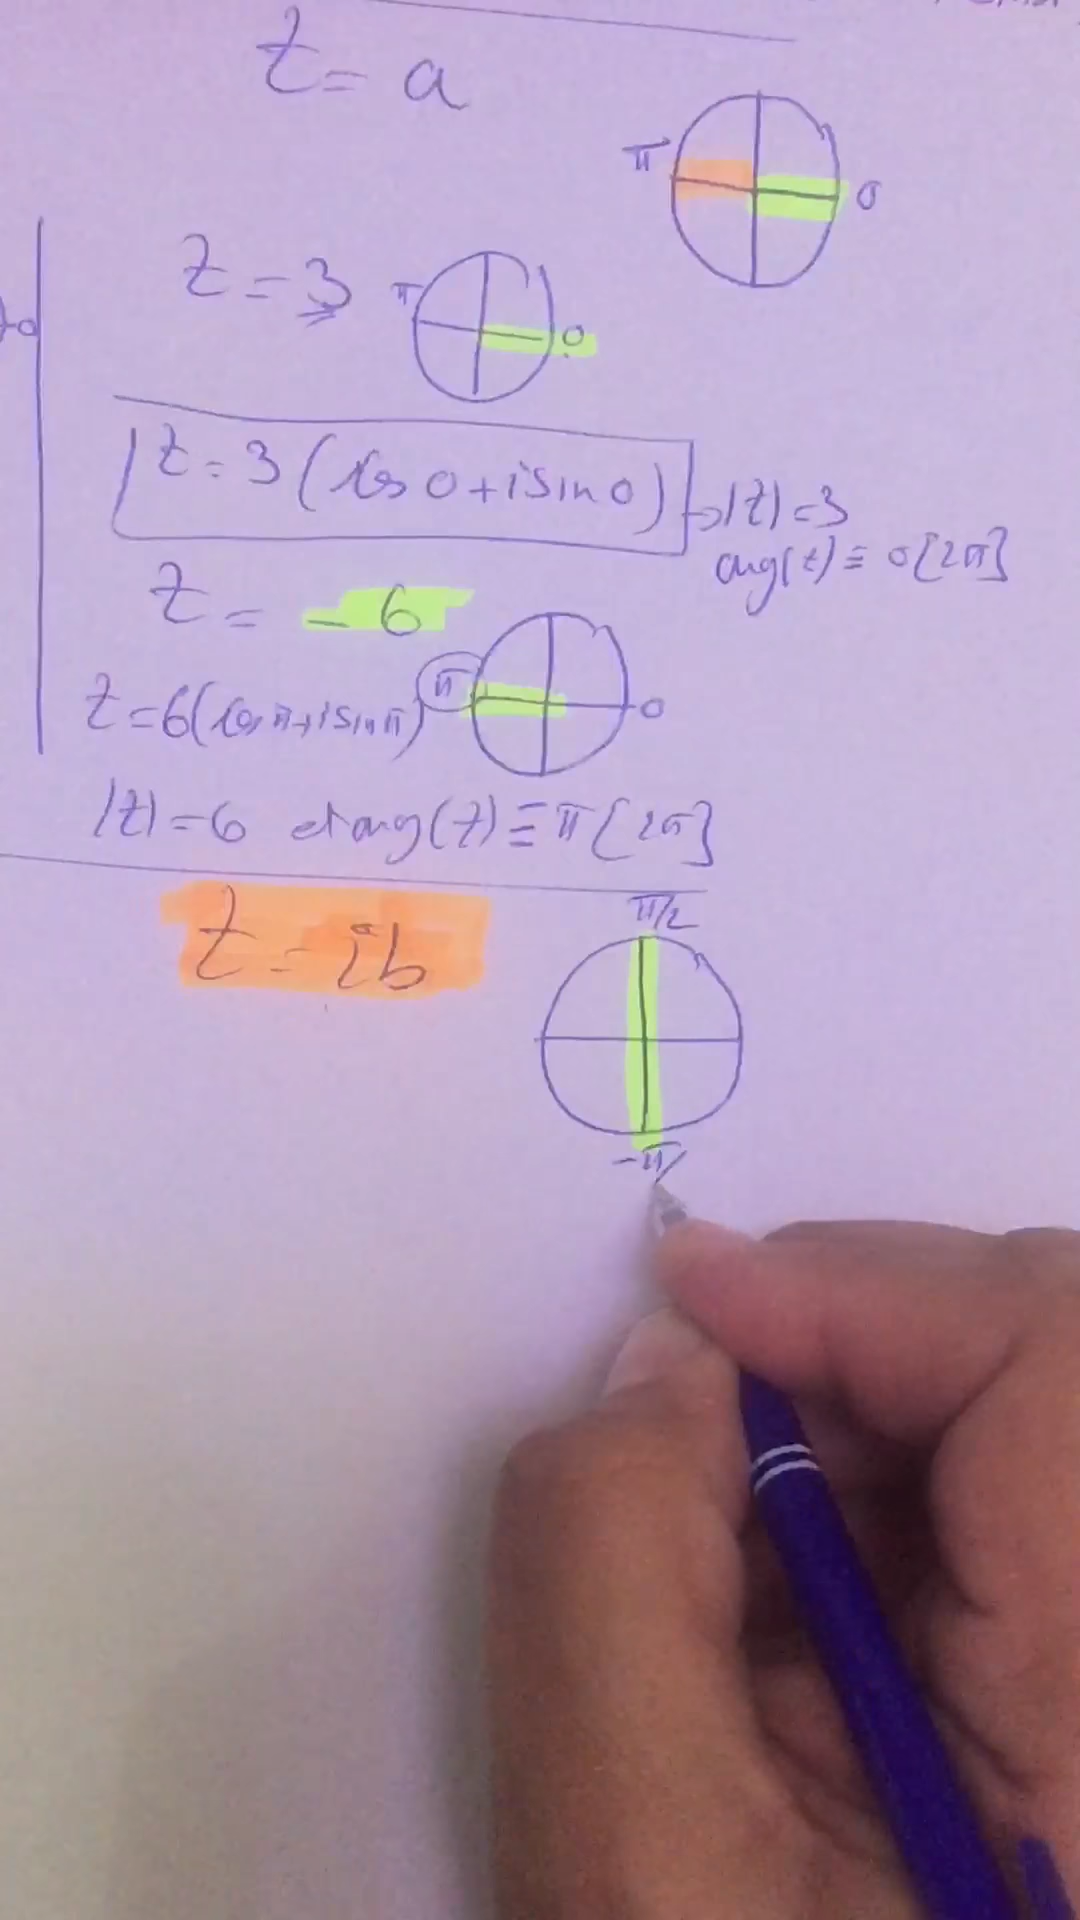 z = a
π 0
z = 3 π 0
z = 3 (cos 0 + i sin 0) → |z| = 3
arg(z) ≡ 0 [2π]
z = - 6
z = 6 (cos π + i sin π) π 0
|z| = 6 et arg(z) ≡ π [2π]
z = ib
π/2
-π/